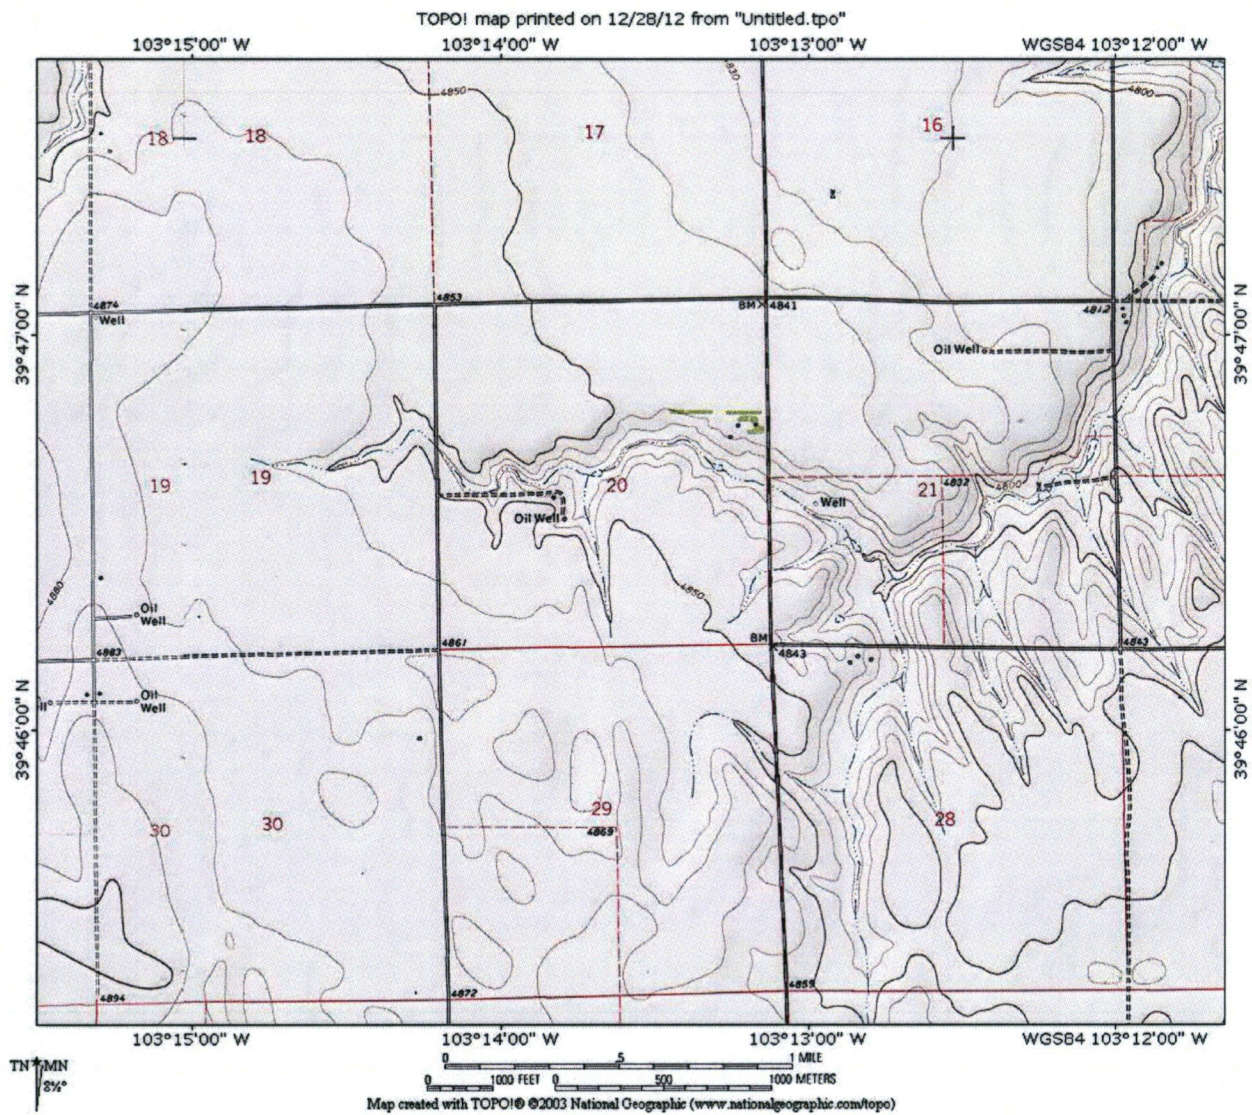 TOPO! map printed on 12/28/12 from "Untitled.tpo"
103°15'00" W 103°14'00" W 103°13'00" W WGS84 103°12'00" W
4850 4830 4800
18 18 17 16
4874 4853 BM 4841 4812
Well
39°47'00" N 39°47'00" N
Oil Well
19 19 20 21 4832 4800
Well
Oil Well
4880 4850
Oil
Well
4883 4861 BM 4843 4843
Oil
Well
ll
39°46'00" N 39°46'00" N
30 30 29 28
4869
4894 4872 4859
103°15'00" W 103°14'00" W 103°13'00" W WGS84 103°12'00" W
TN MN
8½°
0 .5 1 MILE
0 1000 FEET 0 500 1000 METERS
Map created with TOPO!® ©2003 National Geographic (www.nationalgeographic.com/topo)